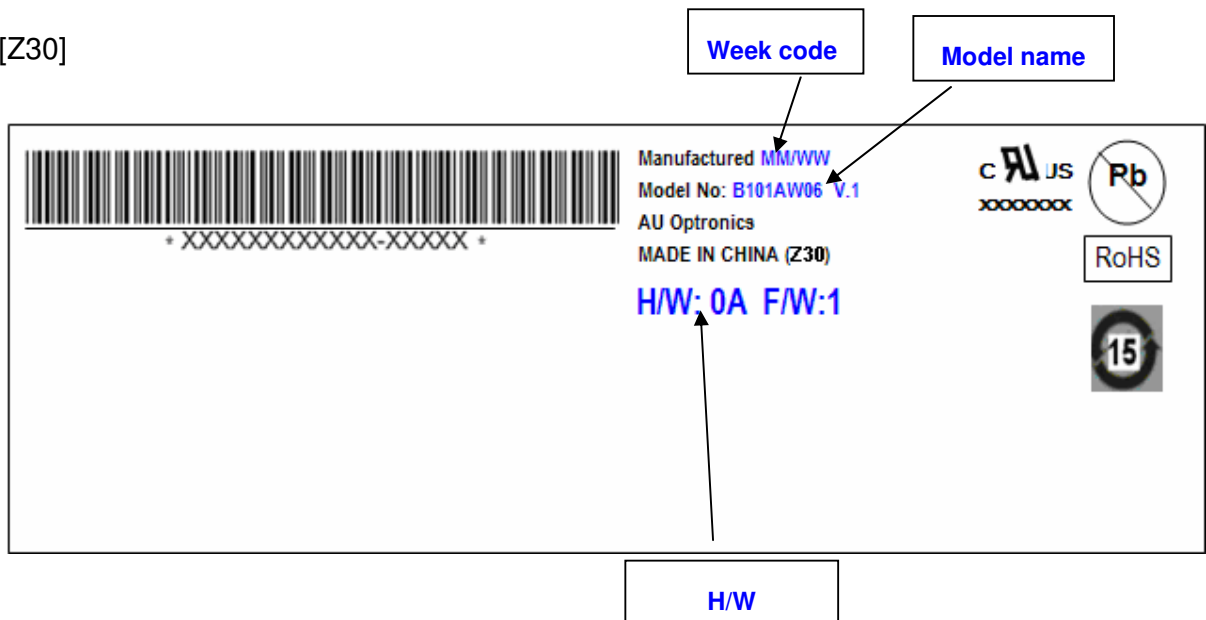 [Z30]
Week code
Model name
Manufactured MM/WW
Model No: B101AW06 V.1
AU Optronics
MADE IN CHINA (Z30)
H/W: 0A F/W:1
* XXXXXXXXXXXX-XXXXX *
C RU US
xxxxxxx
Pb
RoHS
15
H/W